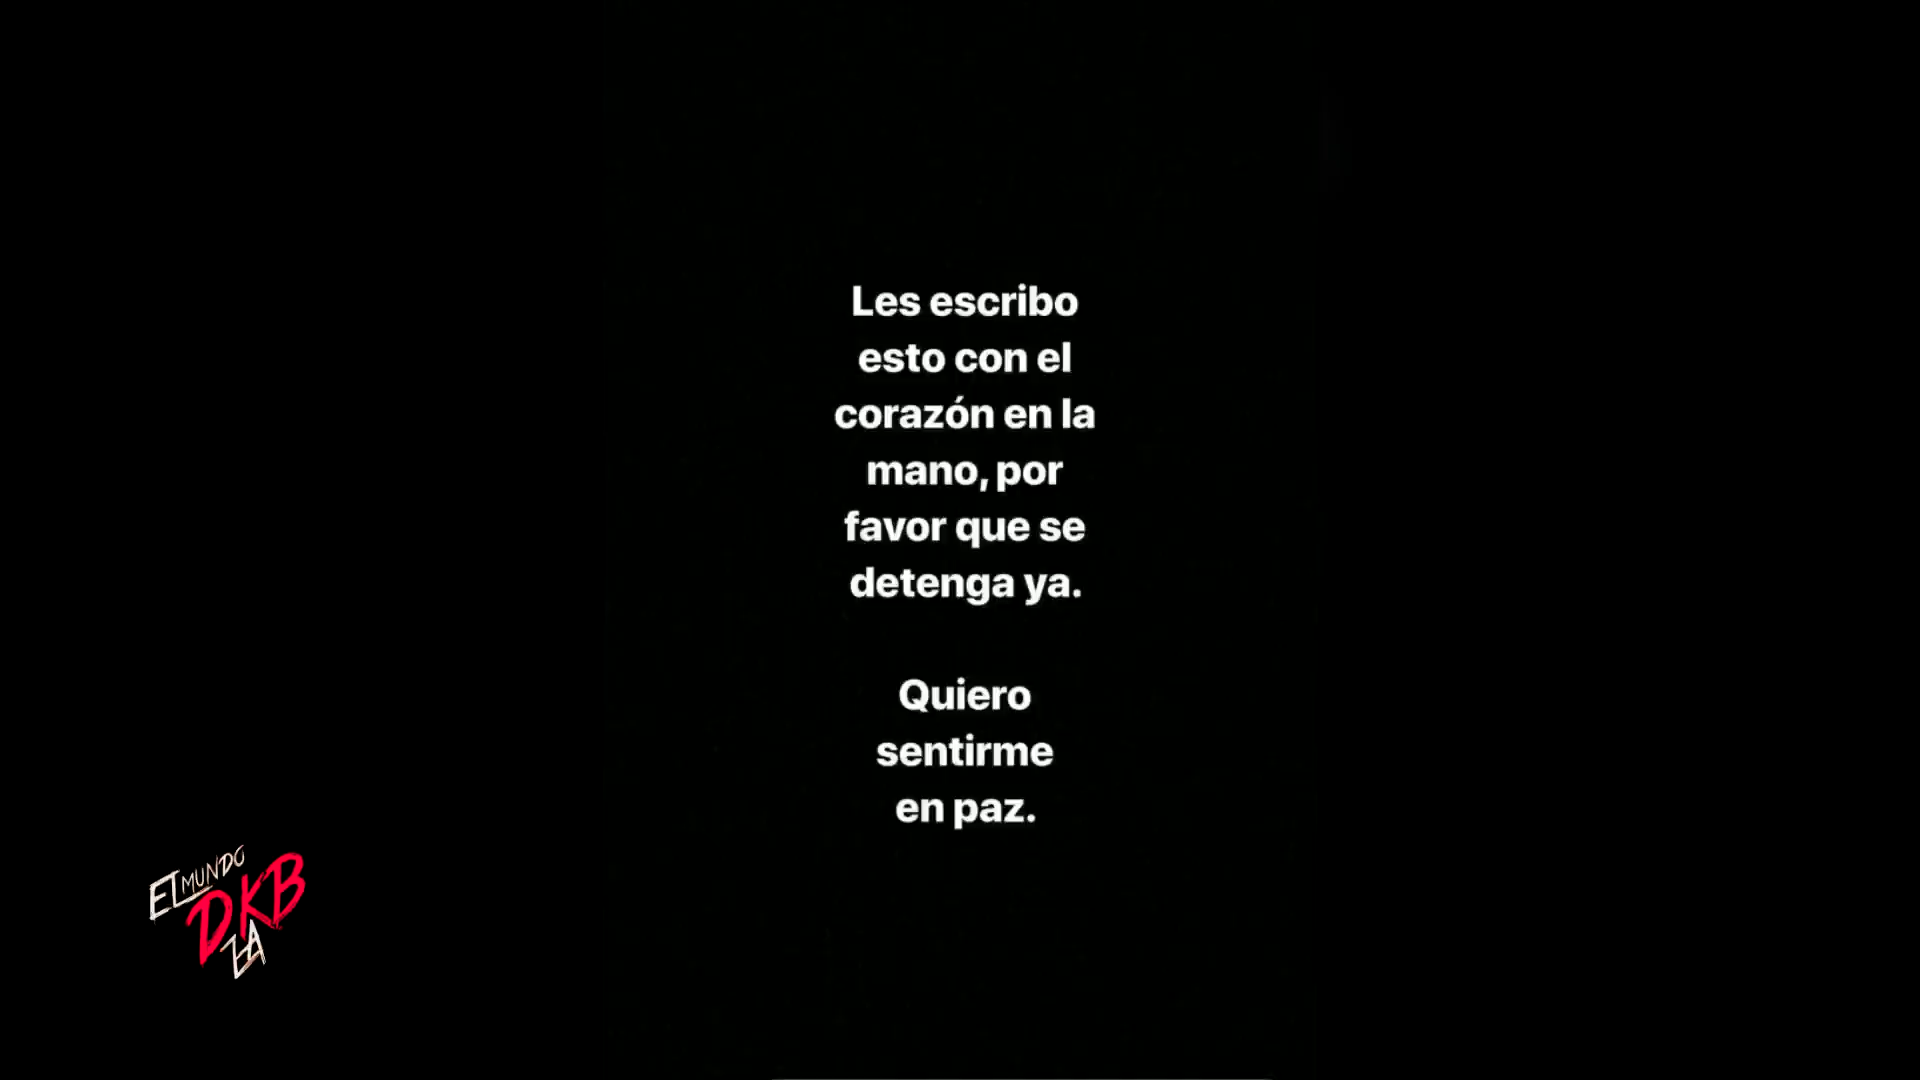 Les escribo
esto con el
corazón en la
mano, por
favor que se
detenga ya.
Quiero
sentirme
en paz.
EL MUNDO
DKB
ZA